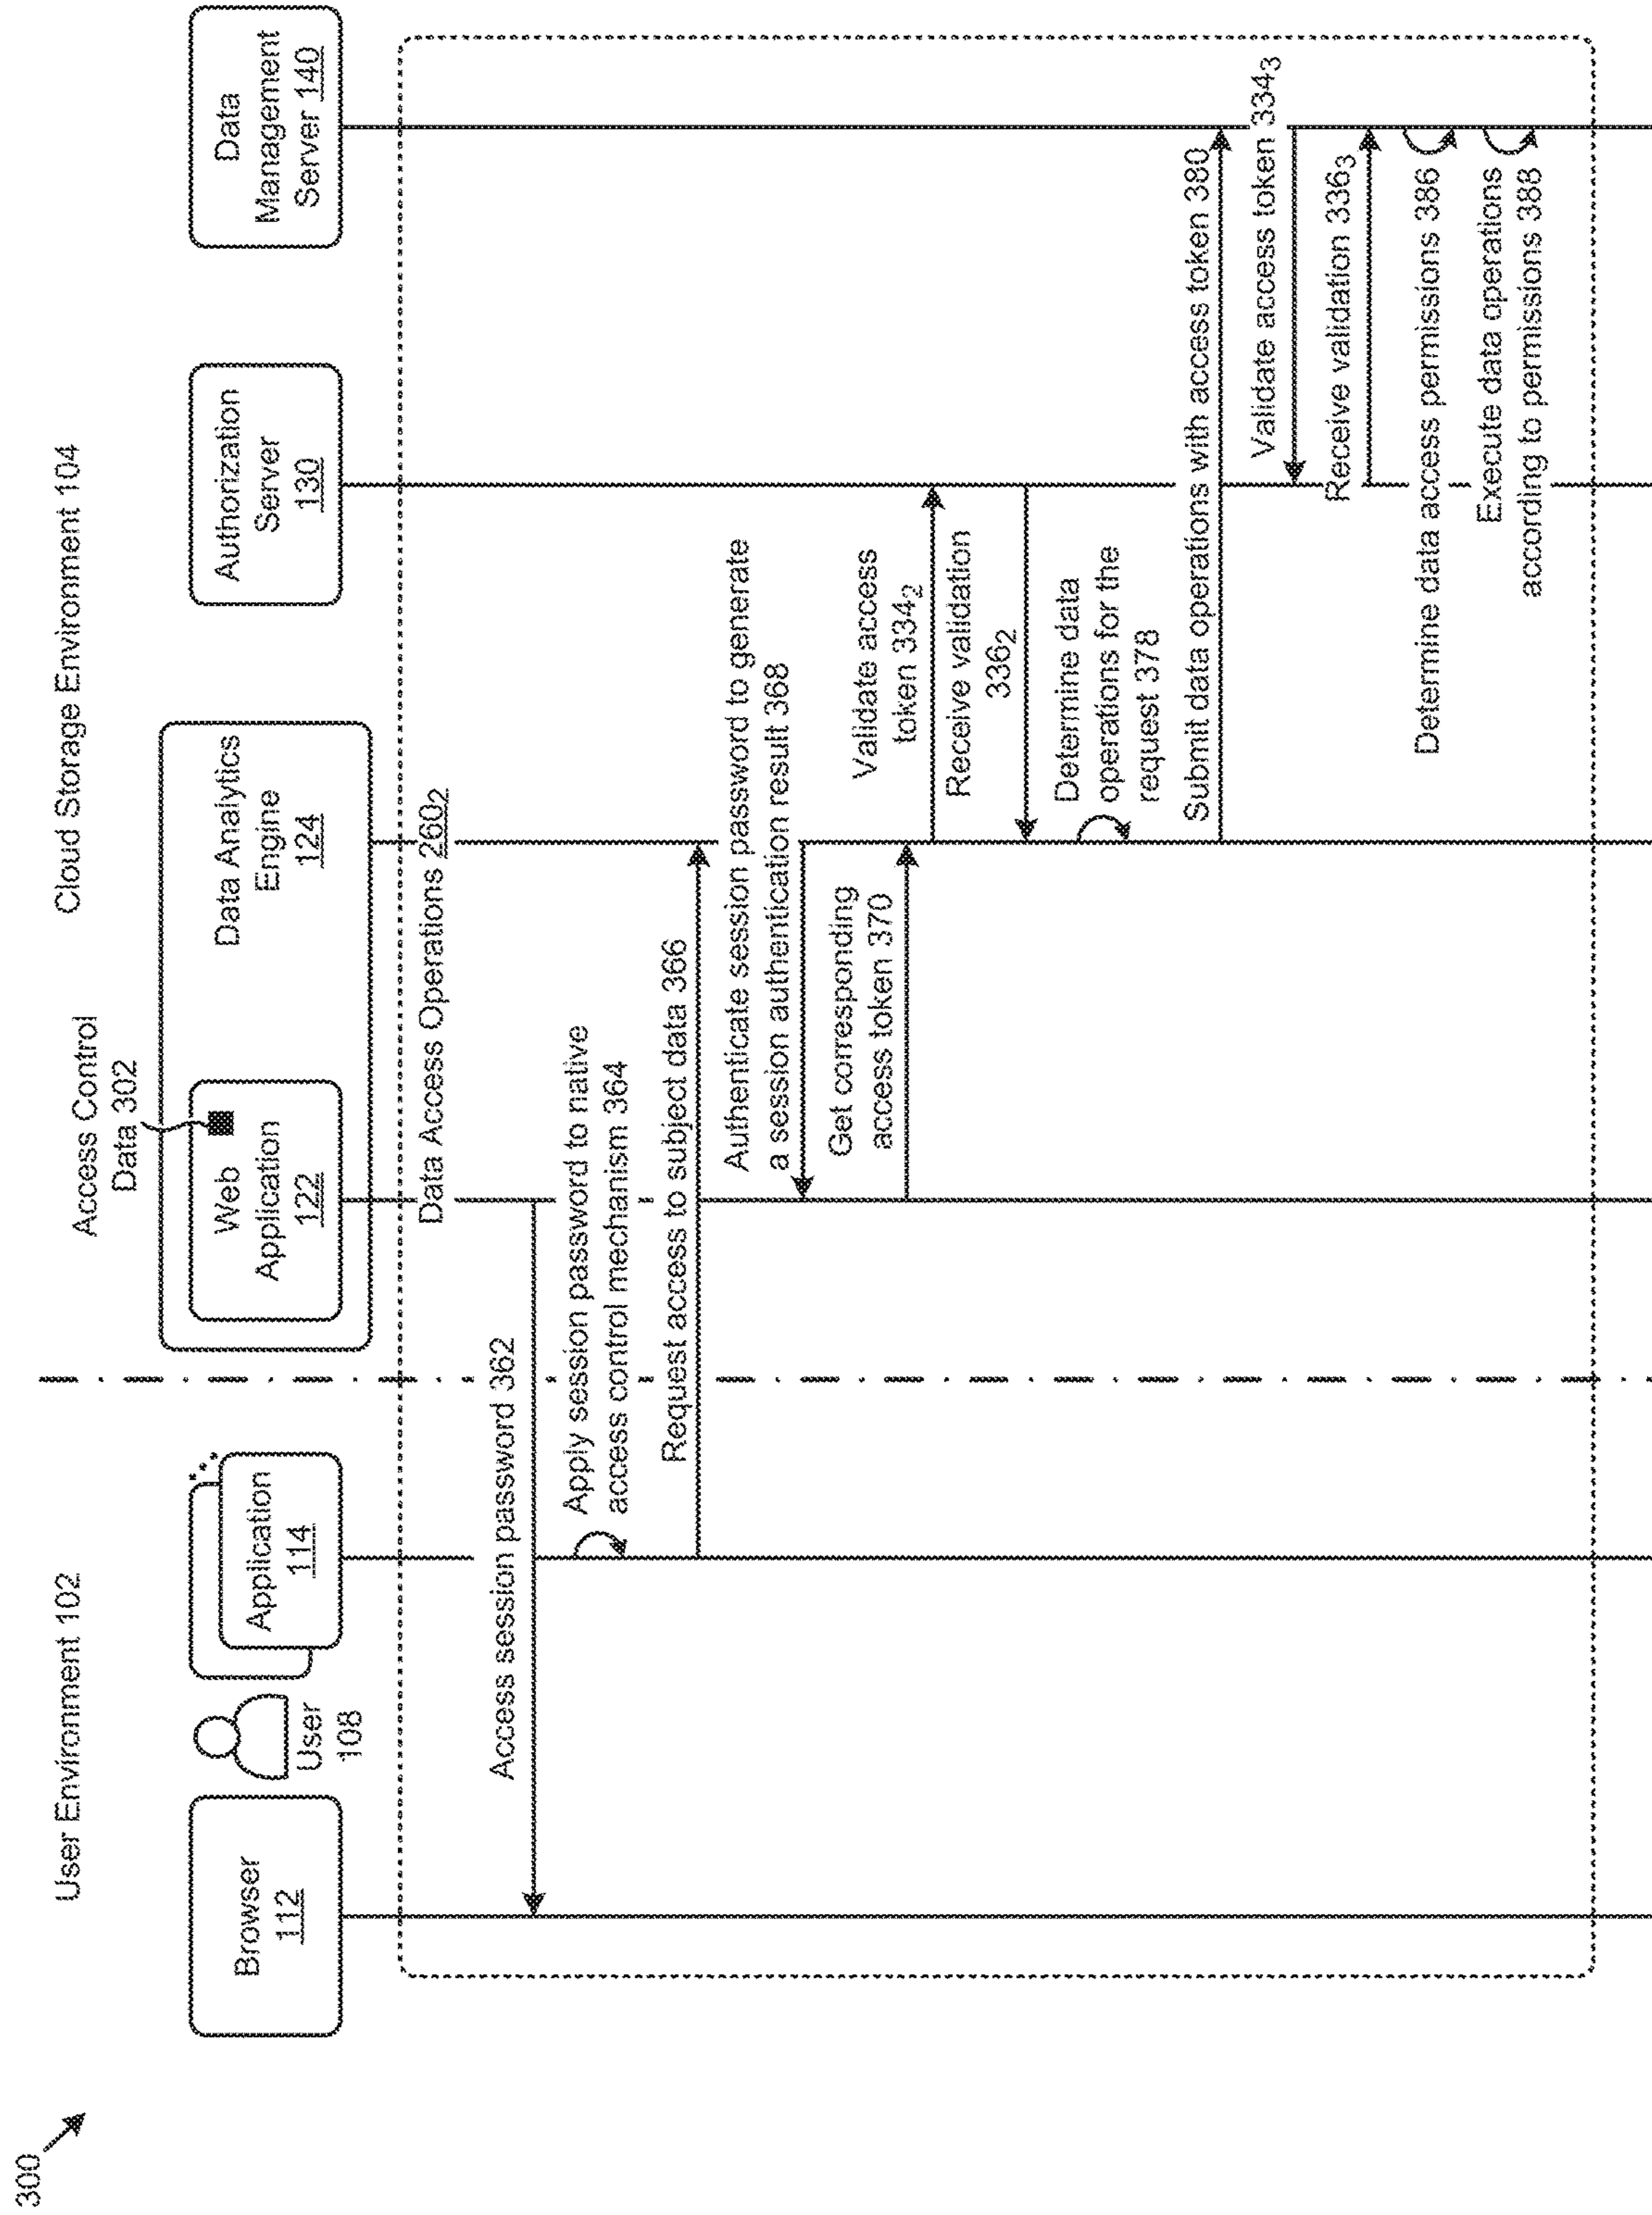 300
User Environment 102
Cloud Storage Environment 104
Access Control
Data 302
Browser
112
User
108
Application
114
Web
Application
122
Data Analytics
Engine
124
Authorization
Server
130
Data
Management
Server 140
Data Access Operations 260₂
Access session password 362
Apply session password to native
access control mechanism 364
Request access to subject data 366
Authenticate session password to generate
a session authentication result 368
Get corresponding
access token 370
Validate access
token 334₂
Receive validation
336₂
Determine data
operations for the
request 378
Submit data operations with access token 380
Validate access token 334₃
Receive validation 336₃
Determine data access permissions 386
Execute data operations
according to permissions 388